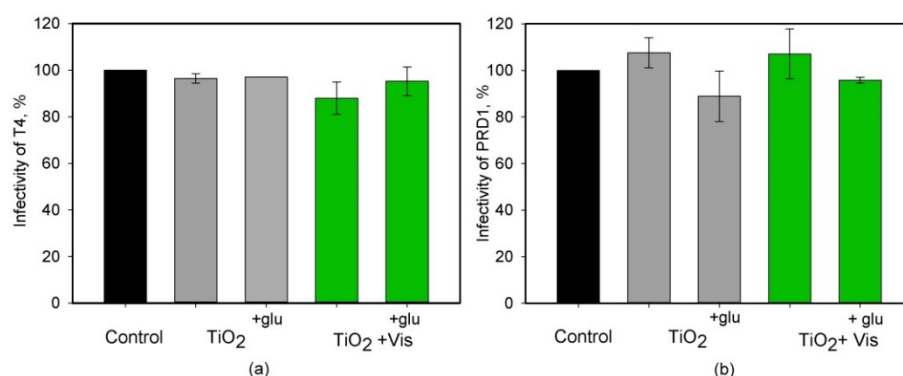 120
100
80
60
40
20
0
Infectivity of T4, %
Control
TiO2
+glu
TiO2 +Vis
+glu
(a)
120
100
80
60
40
20
0
Infectivity of PRD1, %
Control
TiO2
+glu
TiO2+ Vis
+ glu
(b)